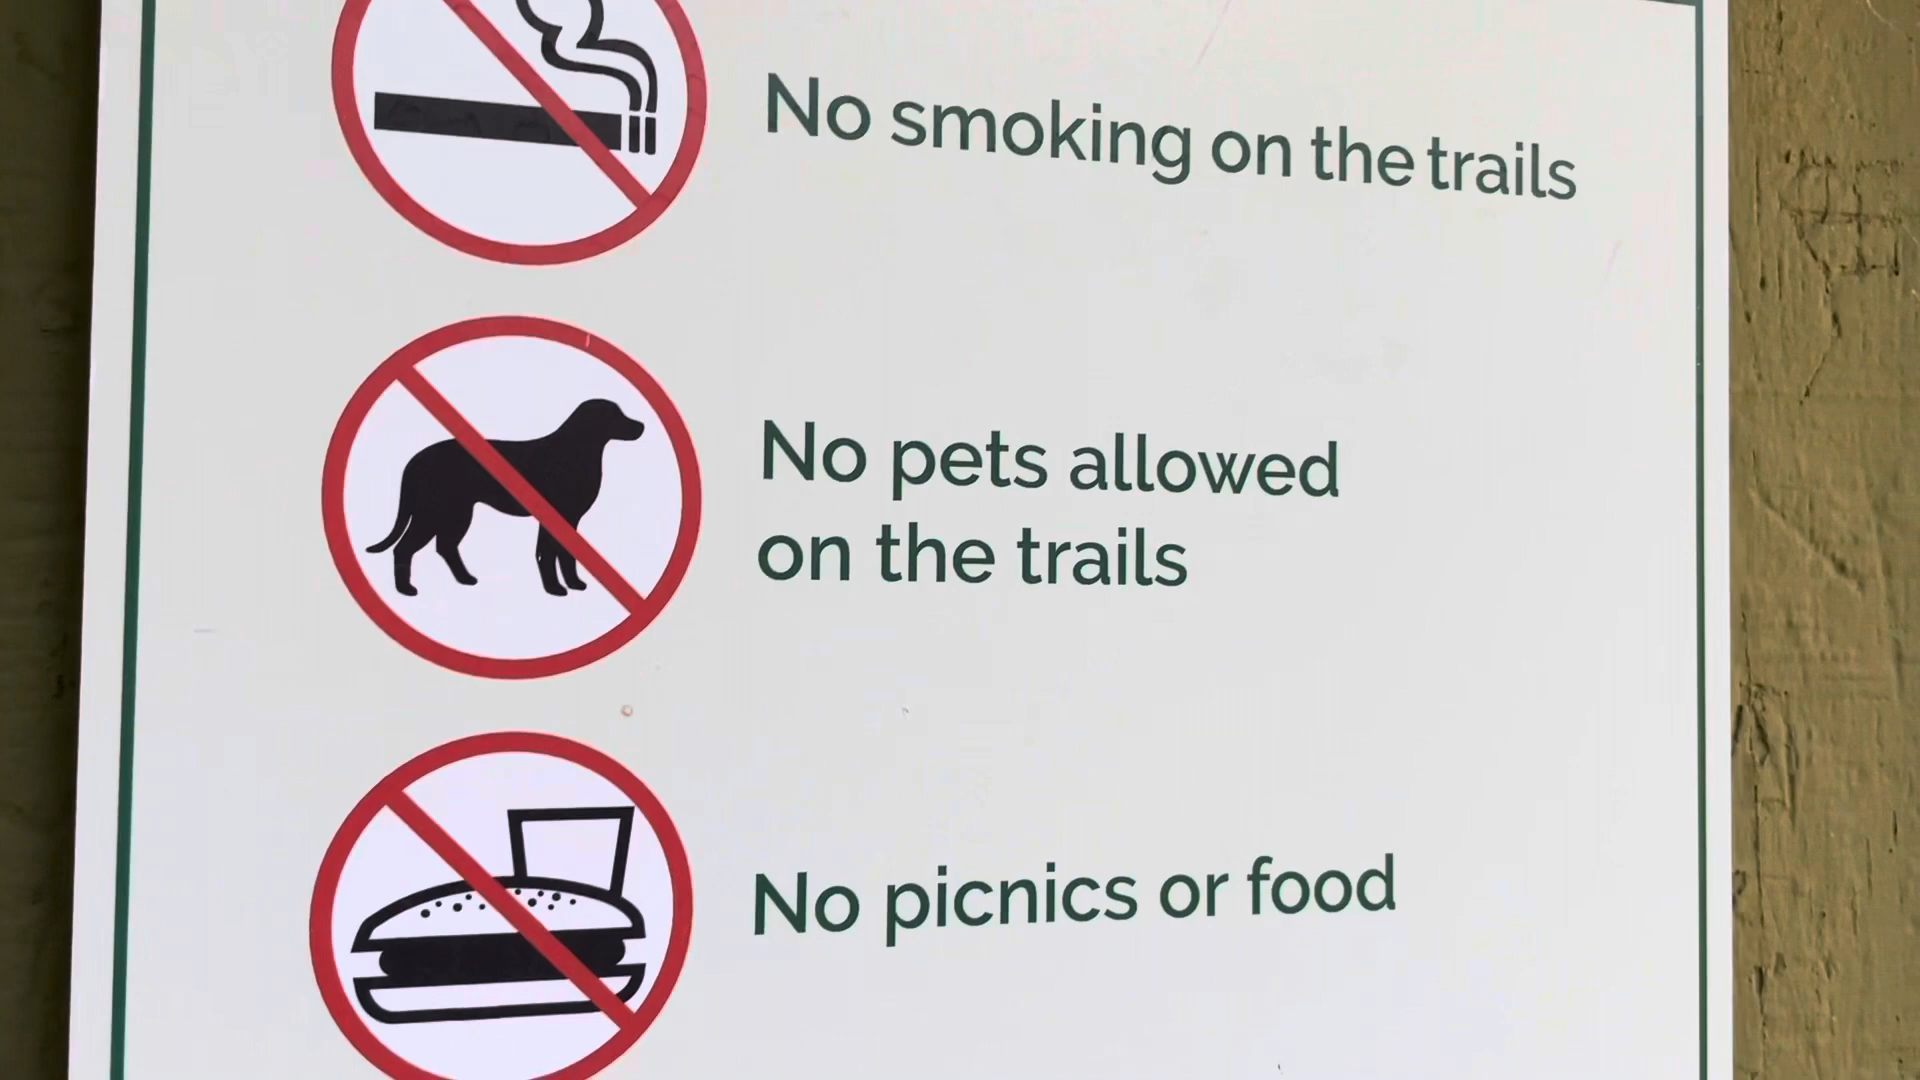 No smoking on the trails
No pets allowed
on the trails
No picnics or food